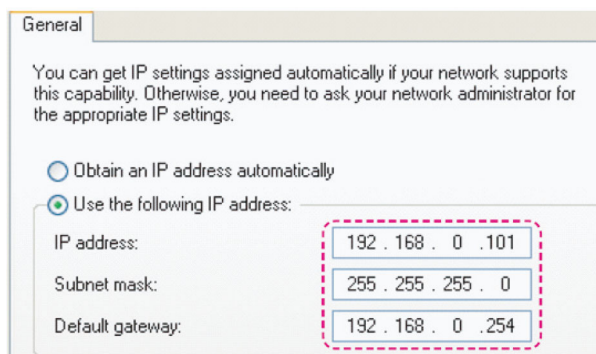 General
You can get IP settings assigned automatically if your network supports
this capability. Otherwise, you need to ask your network administrator for
the appropriate IP settings.
Obtain an IP address automatically
Use the following IP address:
IP address: 192 . 168 . 0 .101
Subnet mask: 255 . 255 . 255 . 0
Default gateway: 192 . 168 . 0 .254